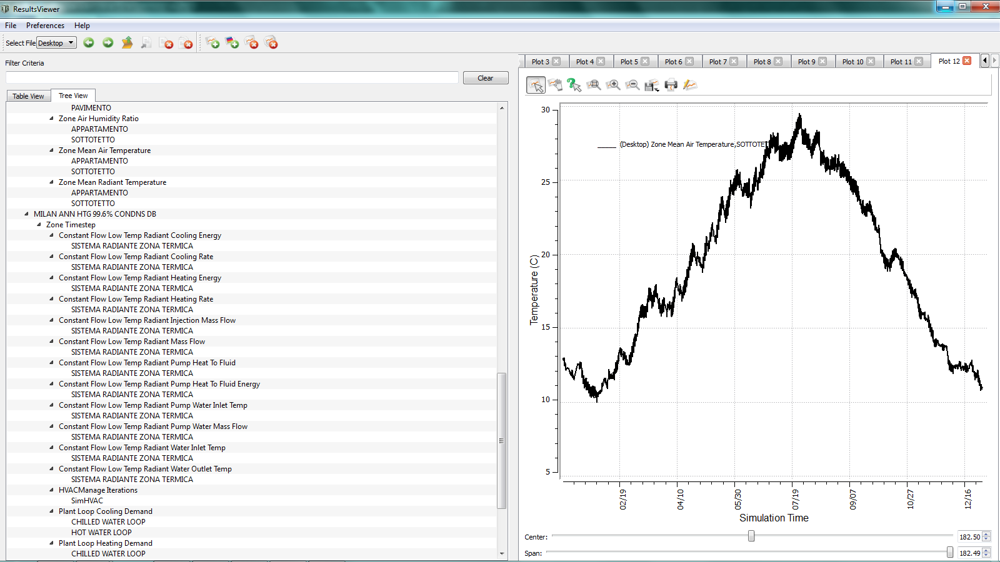 ResultsViewer
File Preferences Help
Select File Desktop
Filter Criteria
Clear
Table View Tree View
PAVIMENTO
Zone Air Humidity Ratio
APPARTAMENTO
SOTTOTETTO
Zone Mean Air Temperature
APPARTAMENTO
SOTTOTETTO
Zone Mean Radiant Temperature
APPARTAMENTO
SOTTOTETTO
MILAN ANN HTG 99.6% CONDNS DB
Zone Timestep
Constant Flow Low Temp Radiant Cooling Energy
SISTEMA RADIANTE ZONA TERMICA
Constant Flow Low Temp Radiant Cooling Rate
SISTEMA RADIANTE ZONA TERMICA
Constant Flow Low Temp Radiant Heating Energy
SISTEMA RADIANTE ZONA TERMICA
Constant Flow Low Temp Radiant Heating Rate
SISTEMA RADIANTE ZONA TERMICA
Constant Flow Low Temp Radiant Injection Mass Flow
SISTEMA RADIANTE ZONA TERMICA
Constant Flow Low Temp Radiant Mass Flow
SISTEMA RADIANTE ZONA TERMICA
Constant Flow Low Temp Radiant Pump Heat To Fluid
SISTEMA RADIANTE ZONA TERMICA
Constant Flow Low Temp Radiant Pump Heat To Fluid Energy
SISTEMA RADIANTE ZONA TERMICA
Constant Flow Low Temp Radiant Pump Water Inlet Temp
SISTEMA RADIANTE ZONA TERMICA
Constant Flow Low Temp Radiant Pump Water Mass Flow
SISTEMA RADIANTE ZONA TERMICA
Constant Flow Low Temp Radiant Water Inlet Temp
SISTEMA RADIANTE ZONA TERMICA
Constant Flow Low Temp Radiant Water Outlet Temp
SISTEMA RADIANTE ZONA TERMICA
HVACManage Iterations
SimHVAC
Plant Loop Cooling Demand
CHILLED WATER LOOP
HOT WATER LOOP
Plant Loop Heating Demand
CHILLED WATER LOOP
Plot 3 Plot 4 Plot 5 Plot 6 Plot 7 Plot 8 Plot 9 Plot 10 Plot 11 Plot 12
(Desktop) Zone Mean Air Temperature,SOTTOTET
30
25
20
15
10
5
Temperature (C)
02/19 04/10 05/30 07/19 09/07 10/27 12/16
Simulation Time
Center: 182.50
Span: 182.49